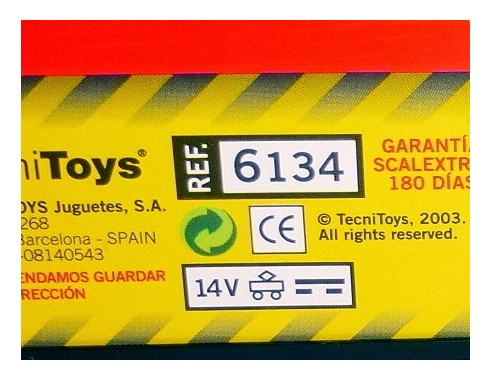 niToys®
OYS Juguetes, S.A.
268
Barcelona - SPAIN
-08140543
ENDAMOS GUARDAR
RECCIÓN
REF. 6134
CE
14V
GARANTÍA
SCALEXTR
180 DÍAS
© TecniToys, 2003.
All rights reserved.